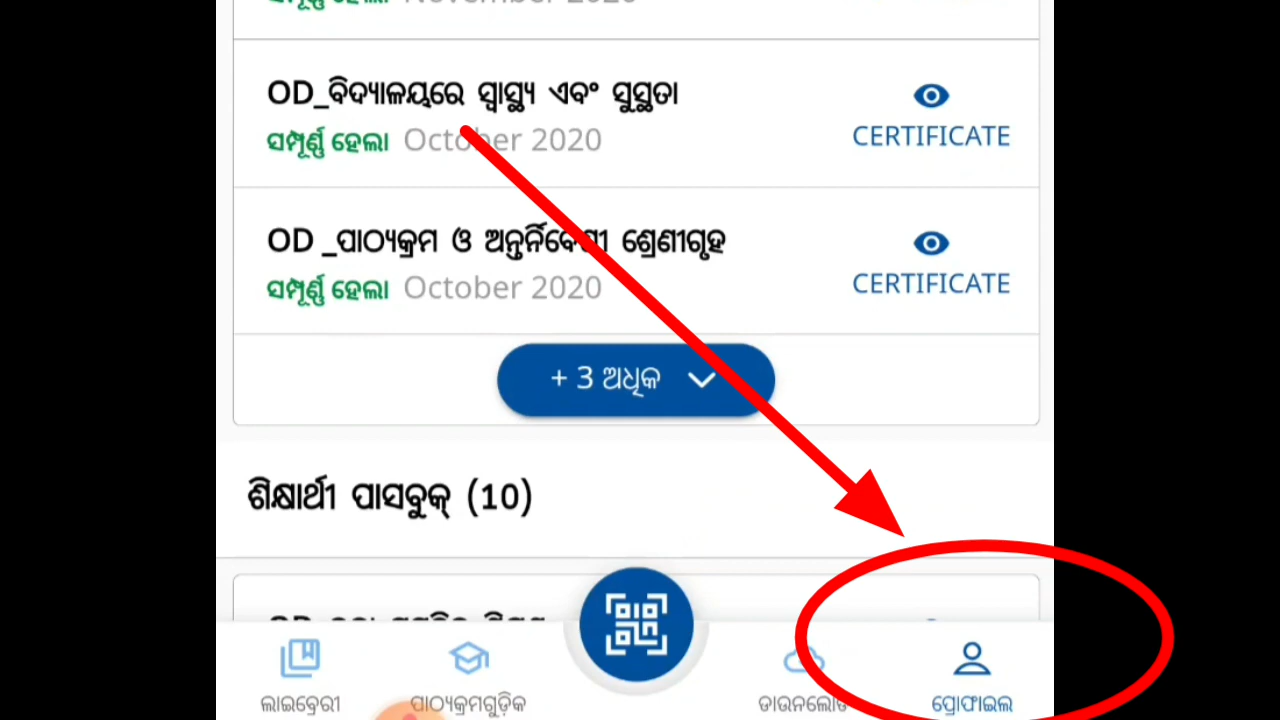 OD_ବିଦ୍ୟାଳୟରେ ସ୍ୱାସ୍ଥ୍ୟ ଏବଂ ସୁସ୍ଥତା
ସମ୍ପୂର୍ଣ୍ଣ ହେଲା October 2020
CERTIFICATE
OD _ପାଠ୍ୟକ୍ରମ ଓ ଅନ୍ତର୍ନିବେଶୀ ଶ୍ରେଣୀଗୃହ
ସମ୍ପୂର୍ଣ୍ଣ ହେଲା October 2020
CERTIFICATE
+ 3 ଅଧିକ
ଶିକ୍ଷାର୍ଥୀ ପାସବୁକ୍ (10)
ଲାଇବ୍ରେରୀ
ପାଠ୍ୟକ୍ରମଗୁଡ଼ିକ
ଡାଉନଲୋଡ
ପ୍ରୋଫାଇଲ